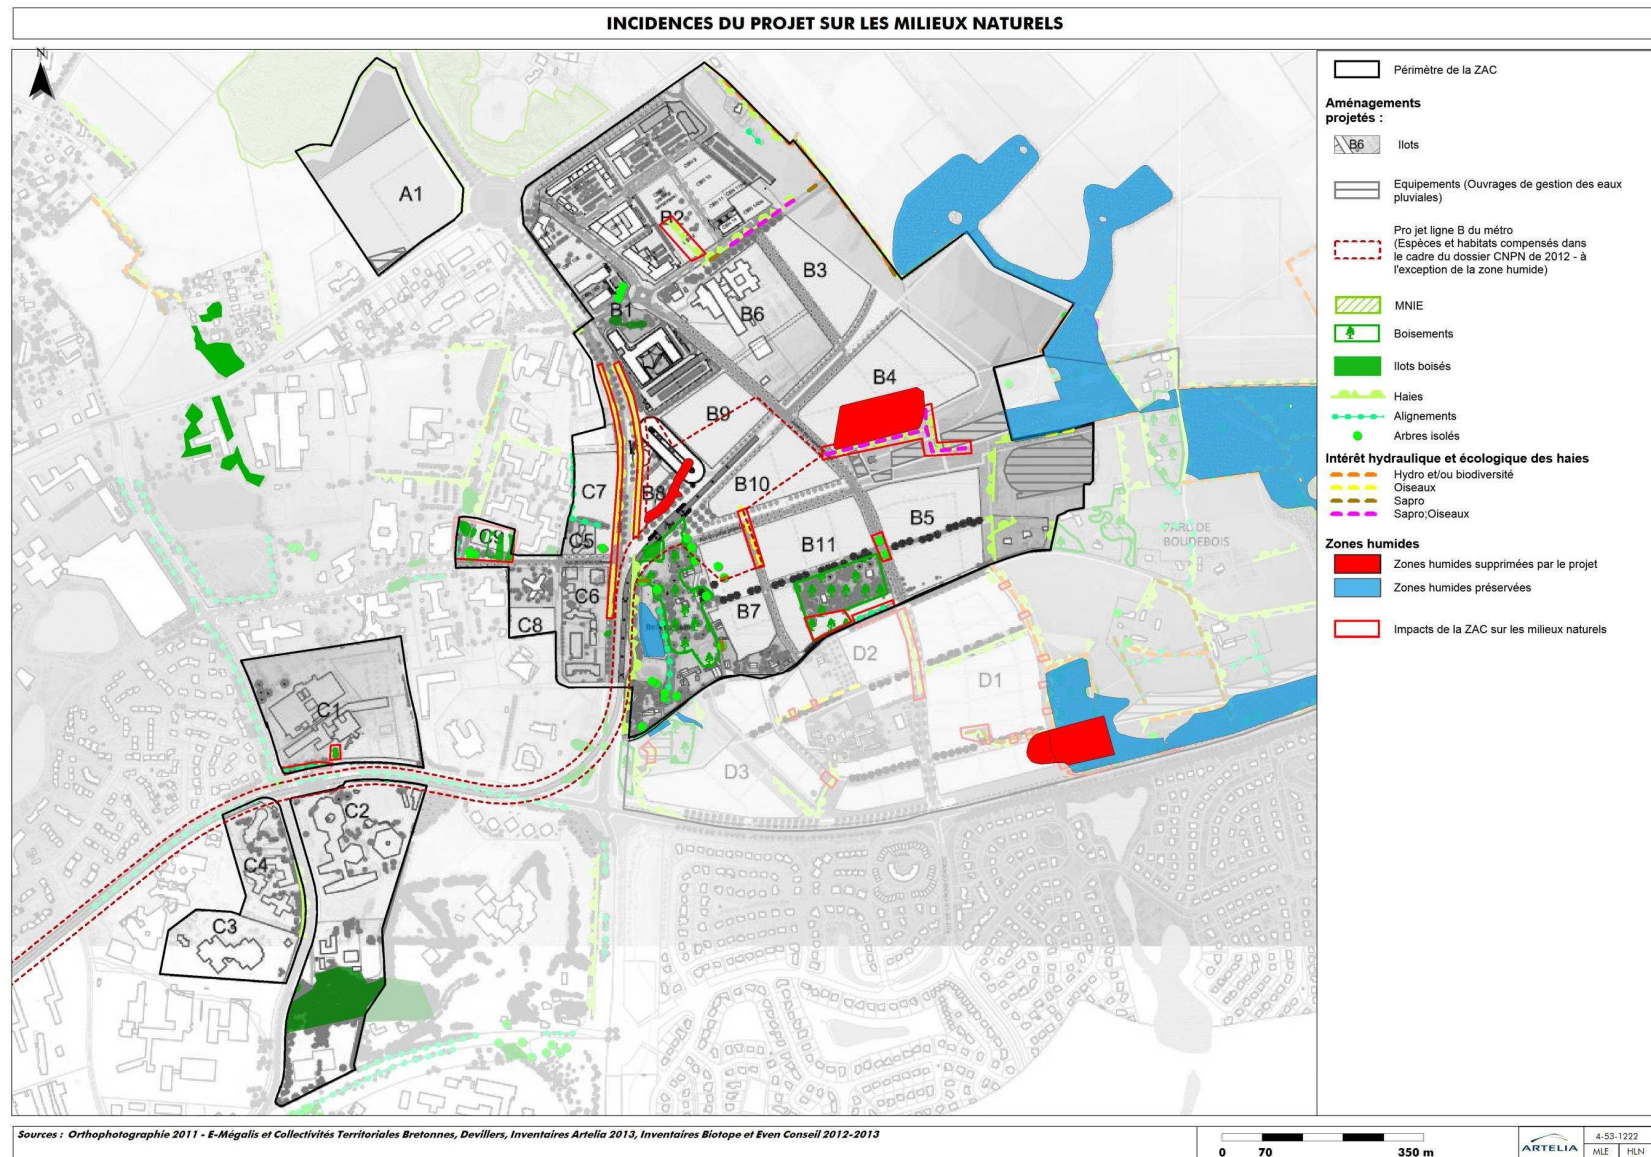 INCIDENCES DU PROJET SUR LES MILIEUX NATURELS
N
A1
B2
B3
B1
B6
B4
B9
C7
B8
B10
B5
C9
C5
B11
PARC DE
BOUDEBOIS
C6
B7
C8
D2
D1
C1
D3
C2
C4
C3
Périmètre de la ZAC
Aménagements
projetés :
B6
Ilots
Equipements (Ouvrages de gestion des eaux
pluviales)
Pro jet ligne B du métro
(Espèces et habitats compensés dans
le cadre du dossier CNPN de 2012 - à
l'exception de la zone humide)
MNIE
Boisements
Ilots boisés
Haies
Alignements
Arbres isolés
Intérêt hydraulique et écologique des haies
Hydro et/ou biodiversité
Oiseaux
Sapro
Sapro;Oiseaux
Zones humides
Zones humides supprimées par le projet
Zones humides préservées
Impacts de la ZAC sur les milieux naturels
Sources : Orthophotographie 2011 - E-Mégalis et Collectivités Territoriales Bretonnes, Devillers, Inventaires Artelia 2013, Inventaires Biotope et Even Conseil 2012-2013
0 70 350 m
ARTELIA
4-53-1222
MLE HLN